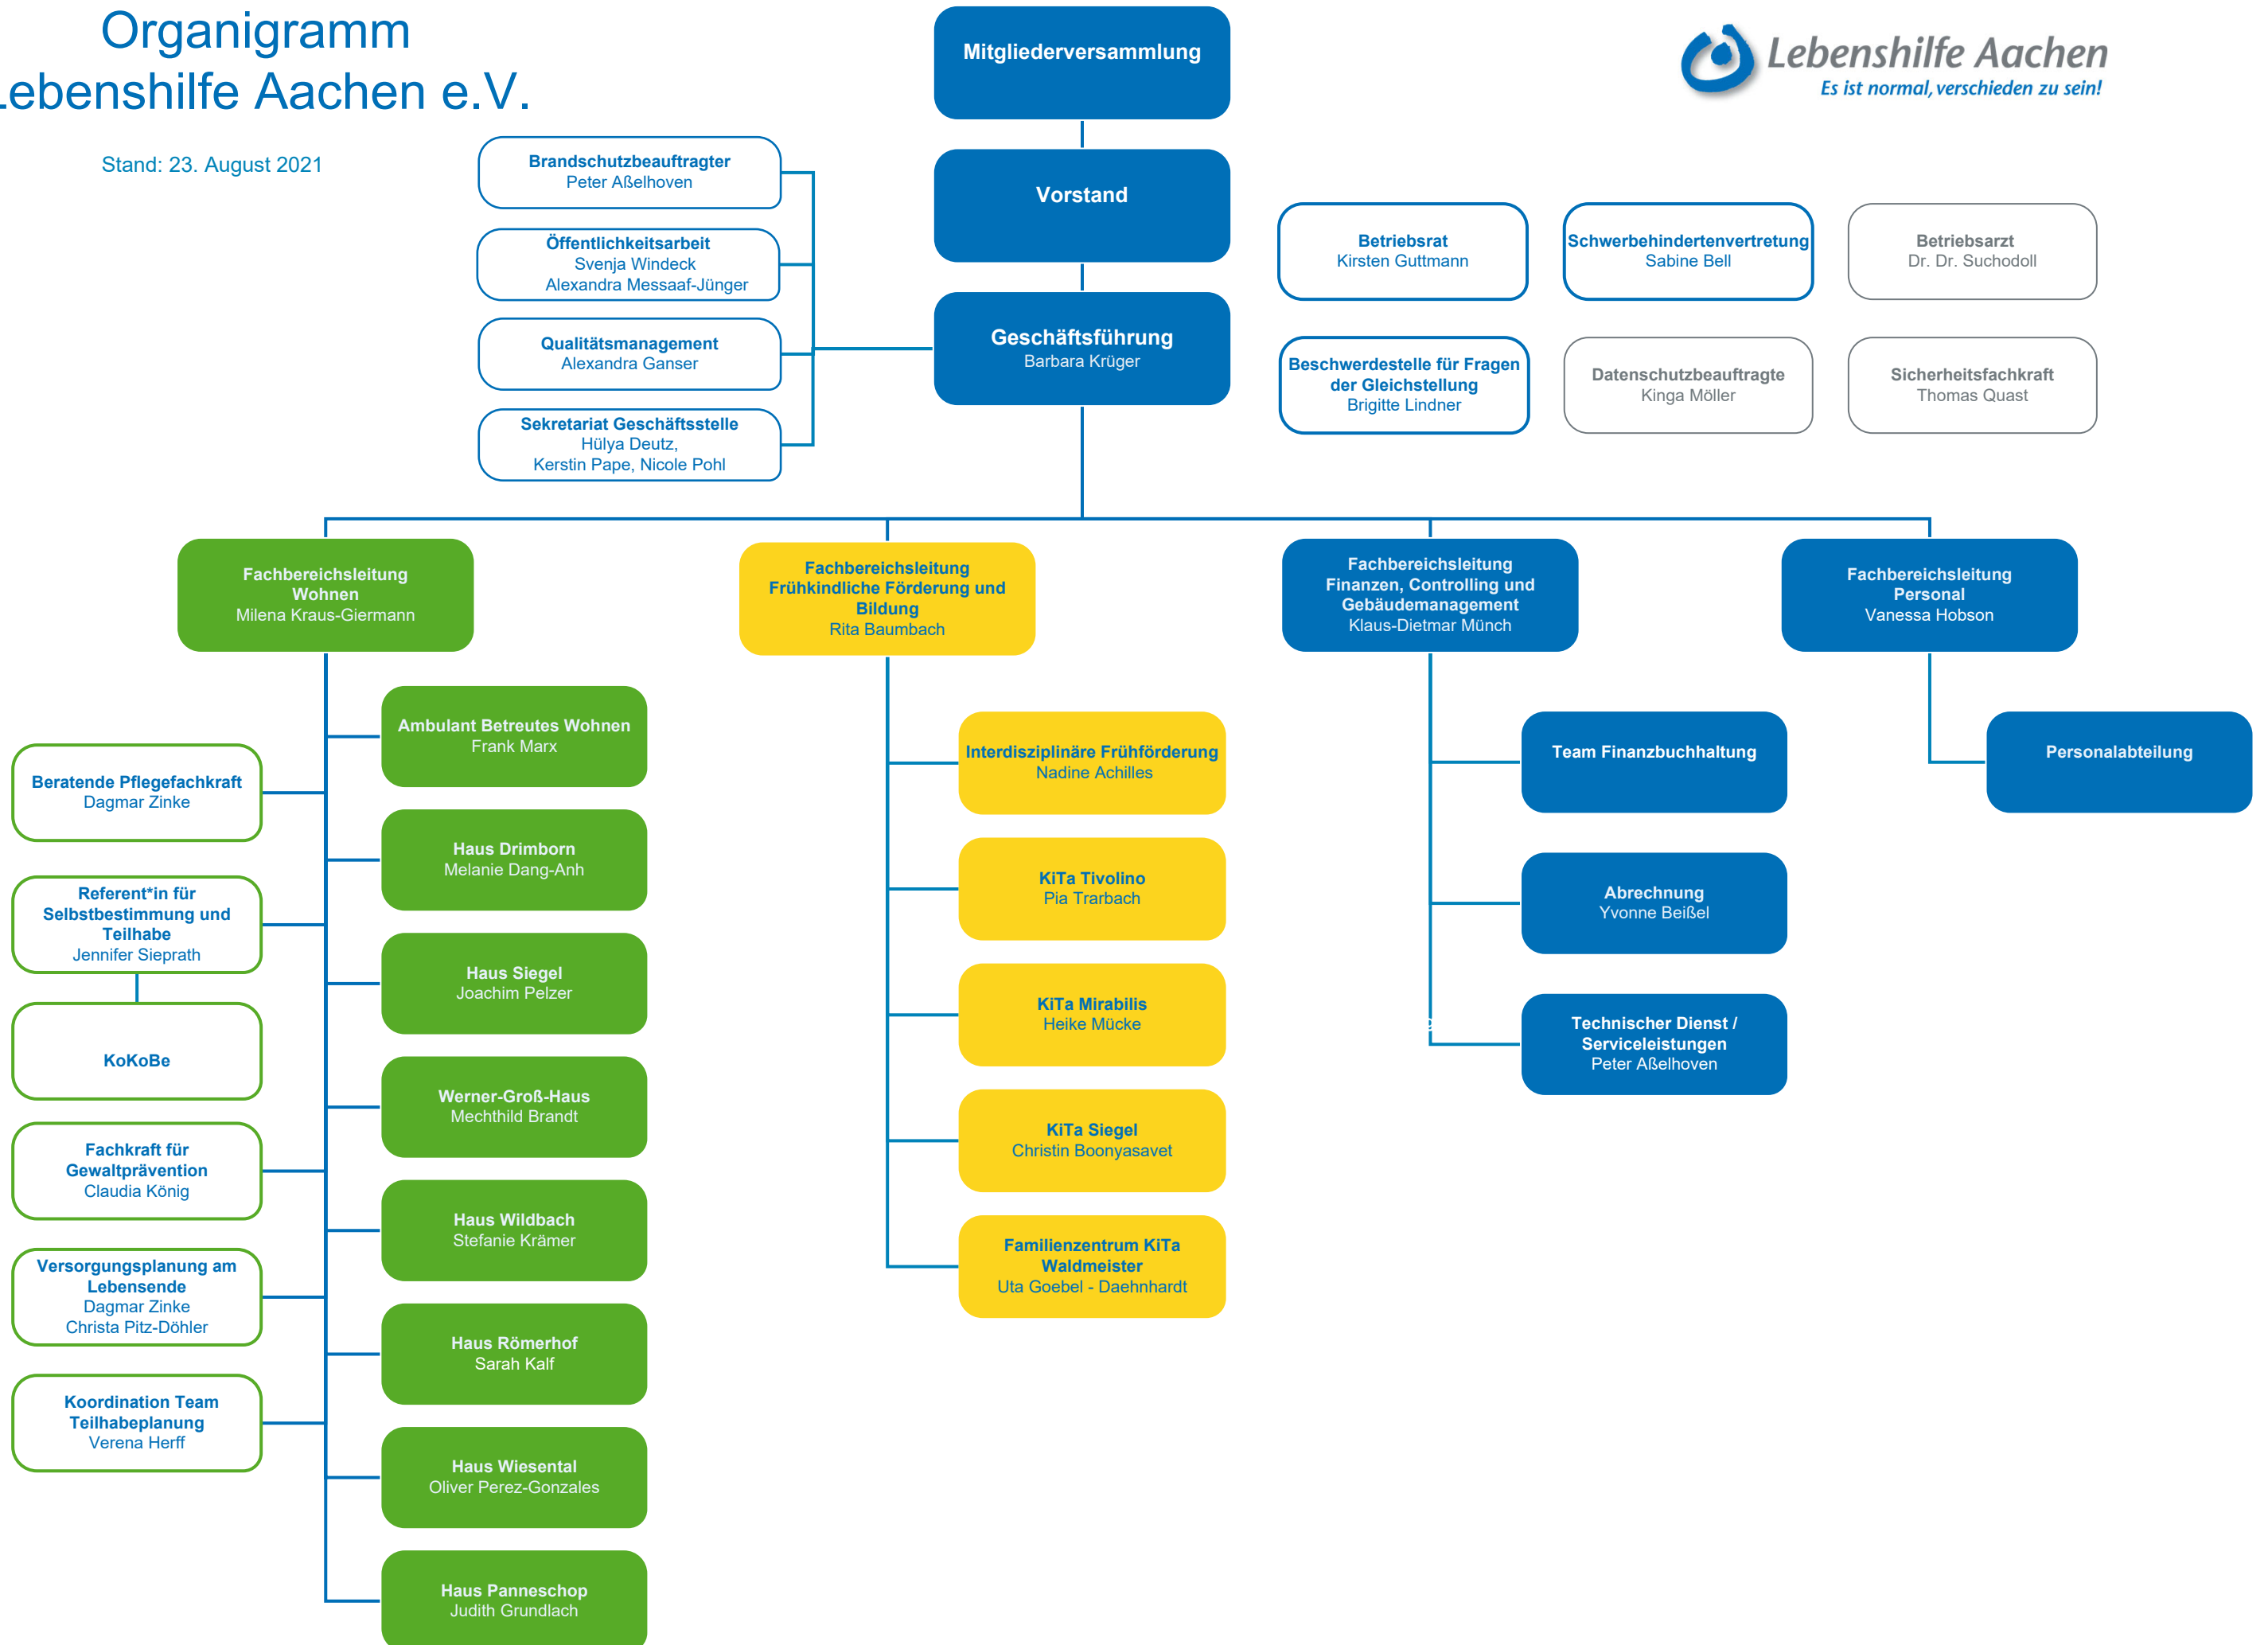 Organigramm
Lebenshilfe Aachen e.V.
Stand: 23. August 2021
Lebenshilfe Aachen
Es ist normal, verschieden zu sein!
Mitgliederversammlung
Vorstand
Geschäftsführung
Barbara Krüger
Brandschutzbeauftragter
Peter Aßelhoven
Öffentlichkeitsarbeit
Svenja Windeck
Alexandra Messaaf-Jünger
Qualitätsmanagement
Alexandra Ganser
Sekretariat Geschäftsstelle
Hülya Deutz,
Kerstin Pape, Nicole Pohl
Betriebsrat
Kirsten Guttmann
Schwerbehindertenvertretung
Sabine Bell
Betriebsarzt
Dr. Dr. Suchodoll
Beschwerdestelle für Fragen
der Gleichstellung
Brigitte Lindner
Datenschutzbeauftragte
Kinga Möller
Sicherheitsfachkraft
Thomas Quast
Fachbereichsleitung
Wohnen
Milena Kraus-Giermann
Fachbereichsleitung
Frühkindliche Förderung und
Bildung
Rita Baumbach
Fachbereichsleitung
Finanzen, Controlling und
Gebäudemanagement
Klaus-Dietmar Münch
Fachbereichsleitung
Personal
Vanessa Hobson
Beratende Pflegefachkraft
Dagmar Zinke
Referent*in für
Selbstbestimmung und
Teilhabe
Jennifer Sieprath
KoKoBe
Fachkraft für
Gewaltprävention
Claudia König
Versorgungsplanung am
Lebensende
Dagmar Zinke
Christa Pitz-Döhler
Koordination Team
Teilhabeplanung
Verena Herff
Ambulant Betreutes Wohnen
Frank Marx
Haus Drimborn
Melanie Dang-Anh
Haus Siegel
Joachim Pelzer
Werner-Groß-Haus
Mechthild Brandt
Haus Wildbach
Stefanie Krämer
Haus Römerhof
Sarah Kalf
Haus Wiesental
Oliver Perez-Gonzales
Haus Panneschop
Judith Grundlach
Interdisziplinäre Frühförderung
Nadine Achilles
KiTa Tivolino
Pia Trarbach
KiTa Mirabilis
Heike Mücke
KiTa Siegel
Christin Boonyasavet
Familienzentrum KiTa
Waldmeister
Uta Goebel - Daehnhardt
Team Finanzbuchhaltung
Abrechnung
Yvonne Beißel
Technischer Dienst /
Serviceleistungen
Peter Aßelhoven
Personalabteilung